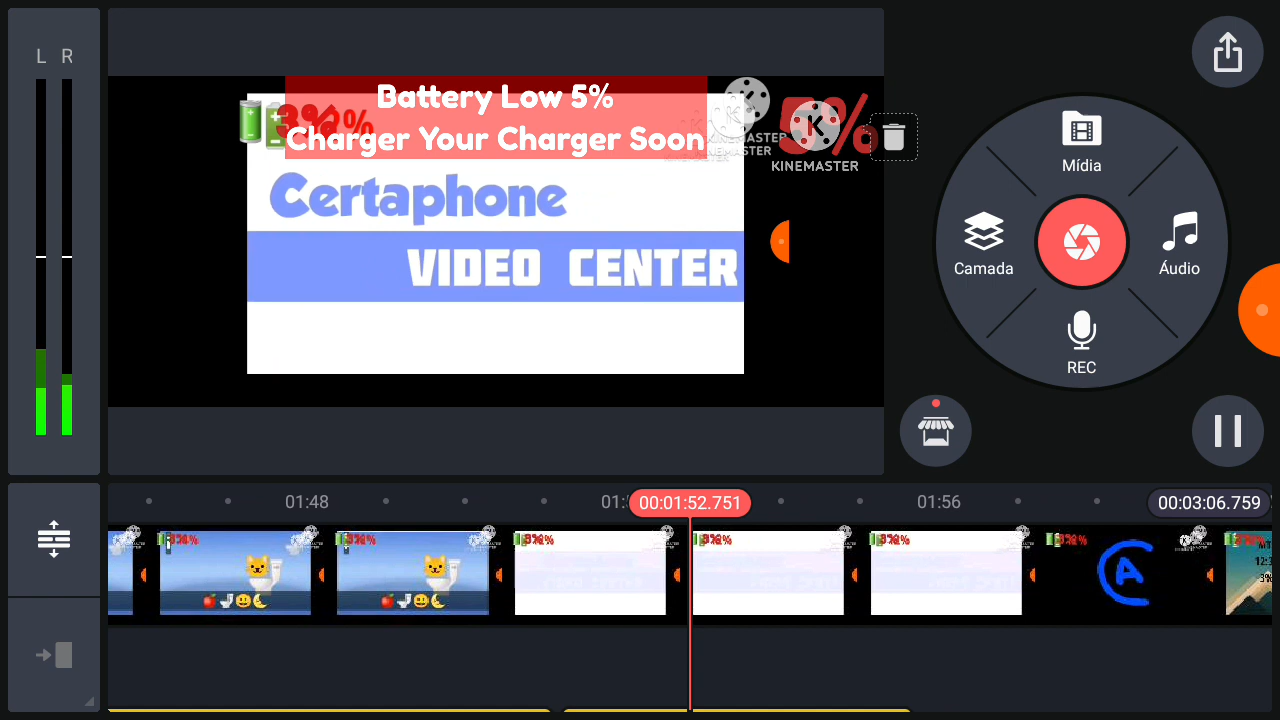 L R
Battery Low 5%
Charger Your Charger Soon
5%
KINEMASTER
KINEMASTER
Certaphone
VIDEO CENTER
Mídia
Camada
Áudio
REC
01:48
00:01:52.751
01:56
00:03:06.759
A